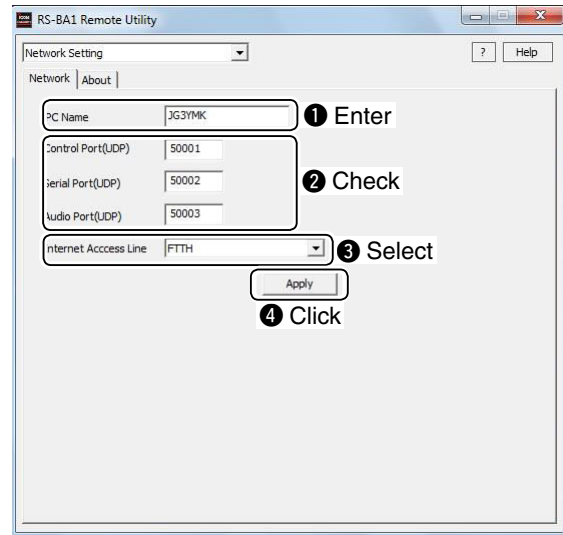 RS-BA1 Remote Utility
Network Setting
? Help
Network About
PC Name JG3YMK ❶ Enter
Control Port(UDP) 50001
Serial Port(UDP) 50002 ❷ Check
Audio Port(UDP) 50003
Internet Acccess Line FTTH ❸ Select
Apply
❹ Click